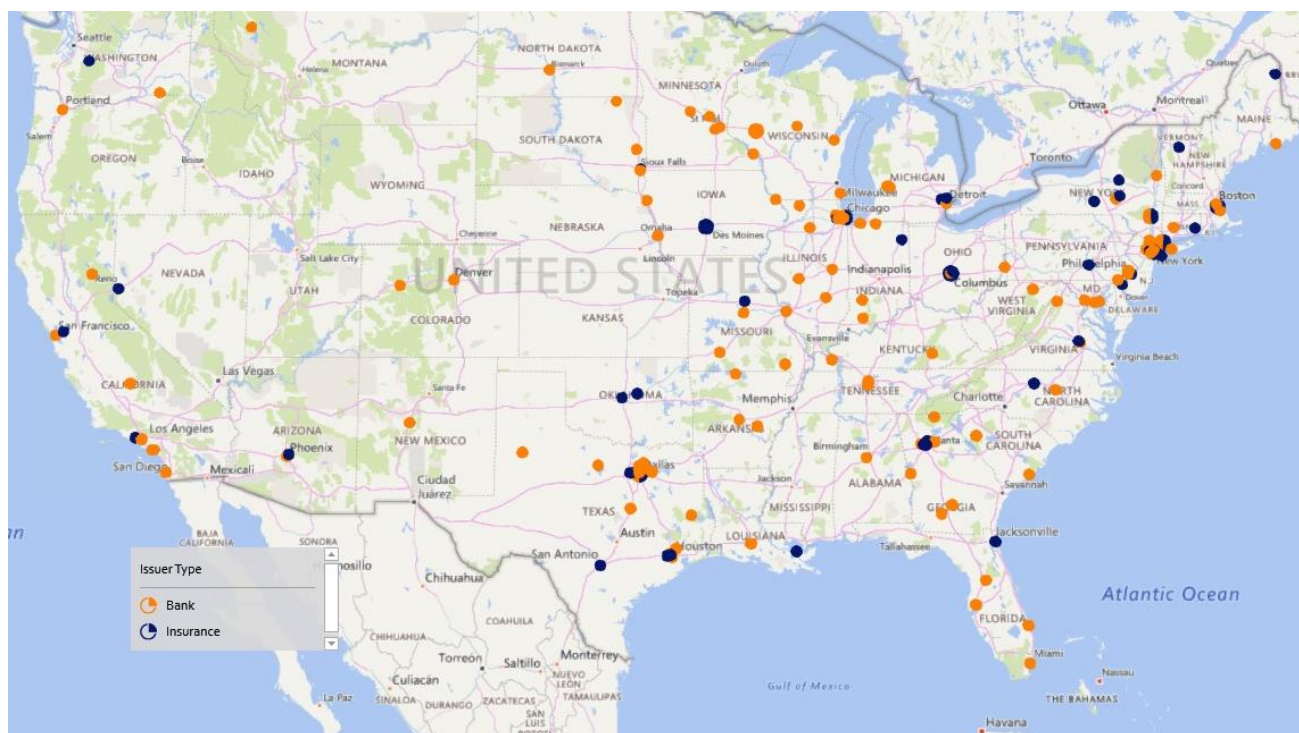 Seattle
WASHINGTON
MONTANA
Helena
NORTH DAKOTA
Bismarck
Duluth
MINNESOTA
Quebec
Ottawa
Montreal
MAINE
Portland
Salem
OREGON
Boise
IDAHO
WYOMING
SOUTH DAKOTA
Sioux Falls
WISCONSIN
MICHIGAN
Toronto
VERMONT
NEW
HAMPSHIRE
Concord
MASS
Boston
NEW YORK
Milwaukee
Detroit
Chicago
IOWA
Des Moines
NEBRASKA
Omaha
Lincoln
Cheyenne
Salt Lake City
Reno
NEVADA
UTAH
Denver
COLORADO
UNITED STATES
Topeka
KANSAS
MISSOURI
ILLINOIS
Indianapolis
INDIANA
OHIO
Columbus
PENNSYLVANIA
Philadelphia
New York
N J
MD
Dover
DELAWARE
WEST
VIRGINIA
VIRGINIA
Virginia Beach
Evansville
KENTUCKY
San Francisco
CALIFORNIA
Las Vegas
Santa Fe
OKLAHOMA
Memphis
TENNESSEE
Charlotte
NORTH
CAROLINA
Los Angeles
ARIZONA
Phoenix
NEW MEXICO
ARKANSAS
Birmingham
Atlanta
SOUTH
CAROLINA
San Diego
Mexicali
Dallas
Ciudad
Juárez
TEXAS
Jackson
MISSISSIPPI
ALABAMA
GEORGIA
Savannah
BAJA
CALIFORNIA
SONORA
Hermosillo
Austin
San Antonio
Houston
LOUISIANA
Tallahassee
Jacksonville
Issuer Type
Bank
Insurance
Chihuahua
COAHUILA
CHIHUAHUA
Torreón
Saltillo
Monterrey
NUEVO
LEÓN
TAMAULIPAS
La Paz
Culiacán
SINALOA
DURANGO
ZACATECAS
SAN
LUIS
Gulf of Mexico
FLORIDA
Miami
Nassau
THE BAHAMAS
Havana
Atlantic Ocean